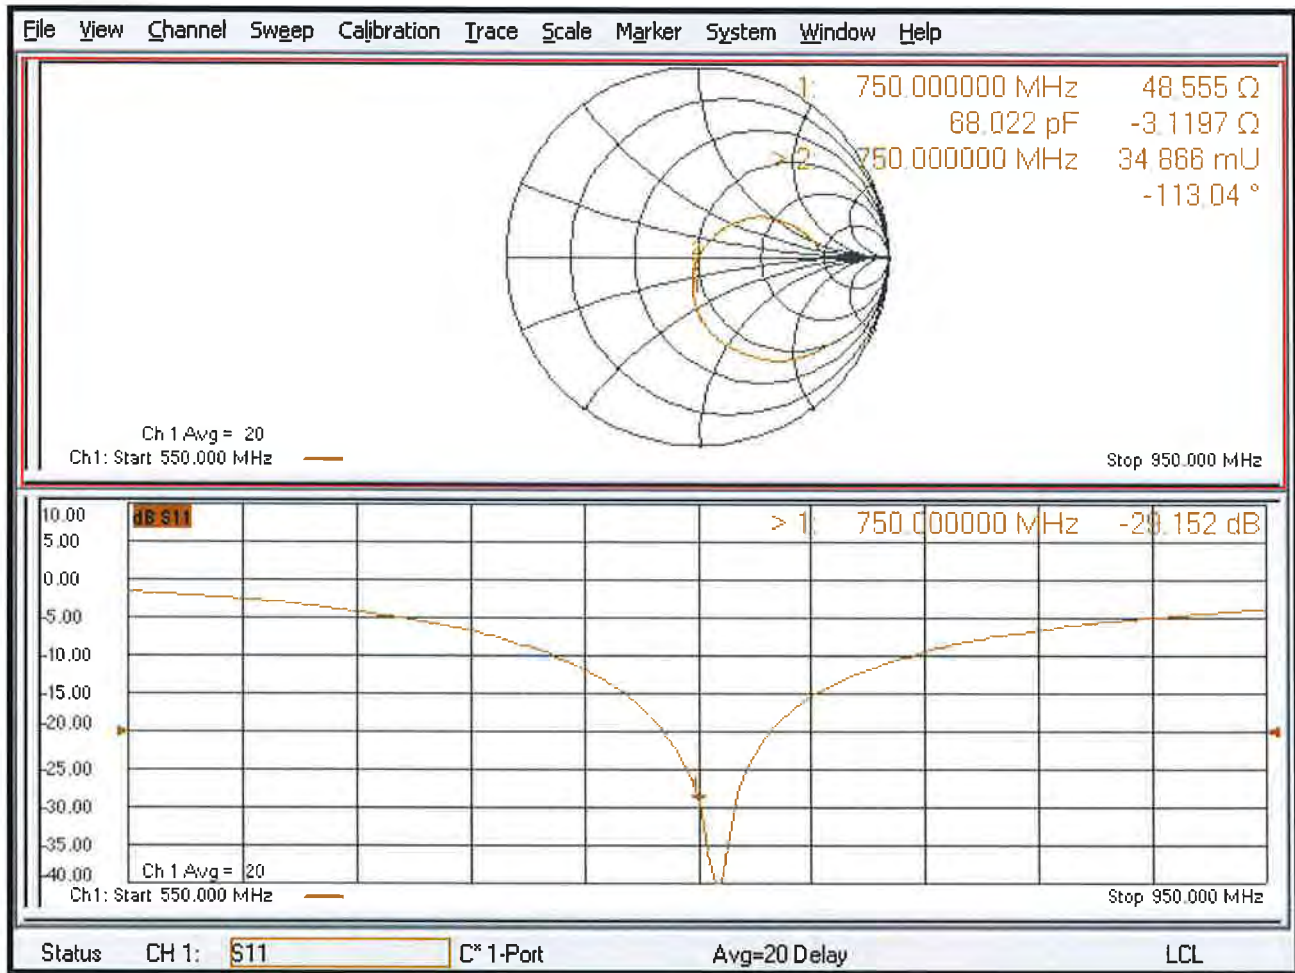 File View Channel Sweep Calibration Trace Scale Marker System Window Help
1: 750.000000 MHz 48.555 Ω
68.022 pF -3.1197 Ω
> 2: 750.000000 MHz 34.866 mU
-113.04 °
Ch 1 Avg = 20
Ch1: Start 550.000 MHz
Stop 950.000 MHz
10.00
dB S11
> 1: 750.000000 MHz -29.152 dB
5.00
0.00
-5.00
-10.00
-15.00
-20.00
-25.00
-30.00
-35.00
-40.00
Ch 1 Avg = 20
Ch1: Start 550.000 MHz
Stop 950.000 MHz
Status CH 1: S11 C* 1-Port Avg=20 Delay LCL